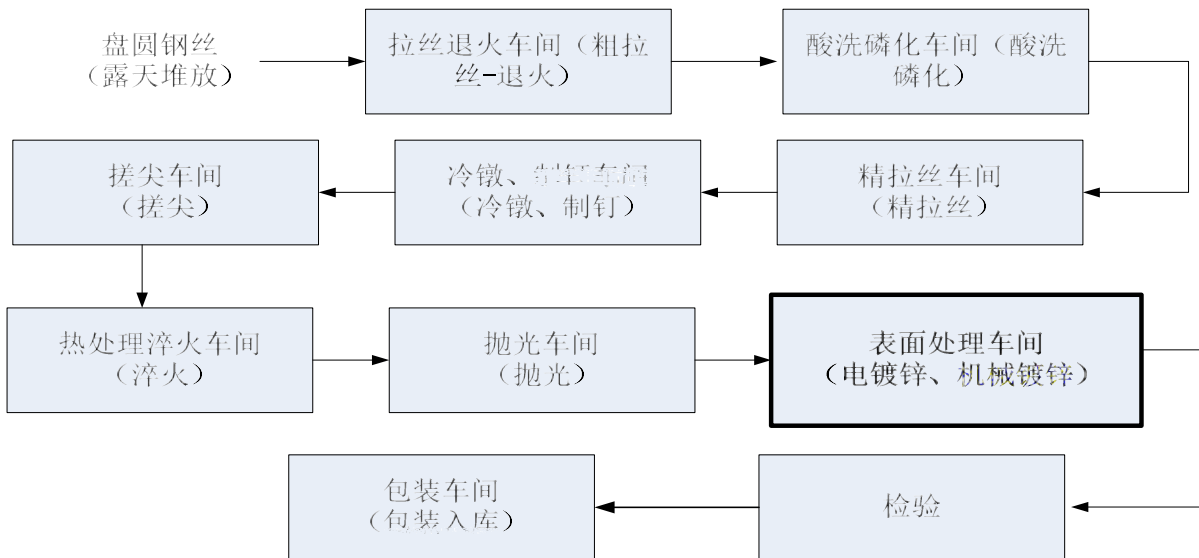 盘圆钢丝
（露天堆放）
拉丝退火车间（粗拉
丝-退火）
酸洗磷化车间（酸洗
磷化）
搓尖车间
（搓尖）
冷镦、制钉车间
（冷镦、制钉）
精拉丝车间
（精拉丝）
热处理淬火车间
（淬火）
抛光车间
（抛光）
表面处理车间
（电镀锌、机械镀锌）
包装车间
（包装入库）
检验